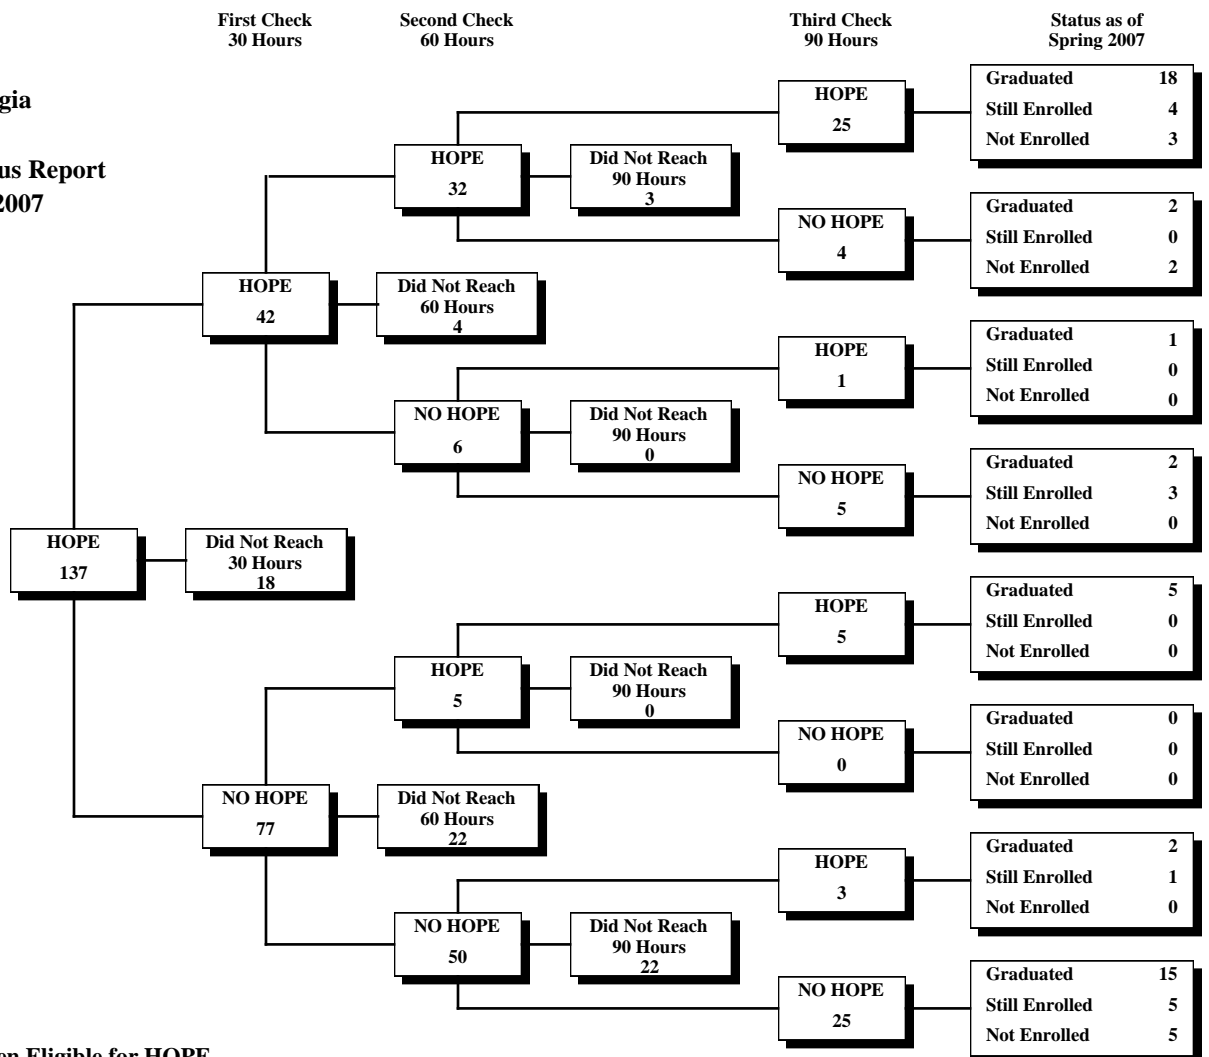 First Check
30 Hours
Second Check
60 Hours
Third Check
90 Hours
Status as of
Spring 2007
gia
us Report
2007
HOPE
137
Did Not Reach
30 Hours
18
HOPE
42
Did Not Reach
60 Hours
4
NO HOPE
77
Did Not Reach
60 Hours
22
HOPE
32
Did Not Reach
90 Hours
3
NO HOPE
6
Did Not Reach
90 Hours
0
HOPE
5
Did Not Reach
90 Hours
0
NO HOPE
50
Did Not Reach
90 Hours
22
HOPE
25
Graduated 18
Still Enrolled 4
Not Enrolled 3
NO HOPE
4
Graduated 2
Still Enrolled 0
Not Enrolled 2
HOPE
1
Graduated 1
Still Enrolled 0
Not Enrolled 0
NO HOPE
5
Graduated 2
Still Enrolled 3
Not Enrolled 0
HOPE
5
Graduated 5
Still Enrolled 0
Not Enrolled 0
NO HOPE
0
Graduated 0
Still Enrolled 0
Not Enrolled 0
HOPE
3
Graduated 2
Still Enrolled 1
Not Enrolled 0
NO HOPE
25
Graduated 15
Still Enrolled 5
Not Enrolled 5
en Eligible for HOPE